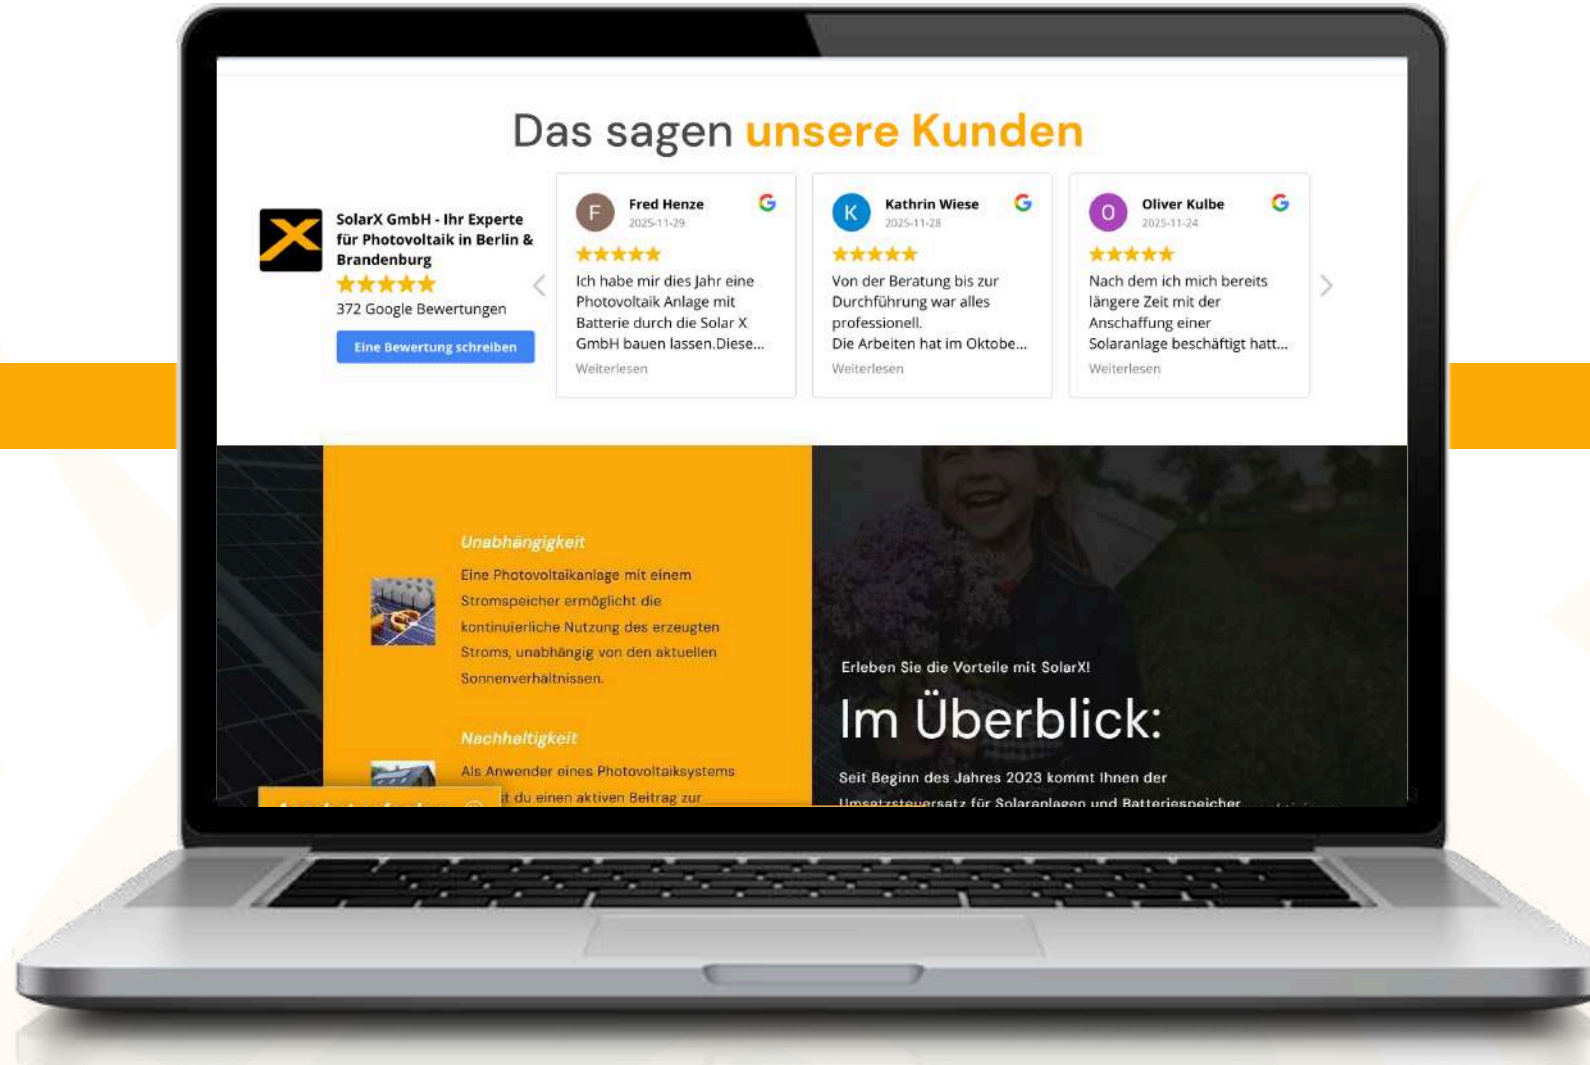 Das sagen unsere Kunden
SolarX GmbH - Ihr Experte
für Photovoltaik in Berlin &
Brandenburg
372 Google Bewertungen
Eine Bewertung schreiben
F
Fred Henze
2025-11-29
Ich habe mir dies Jahr eine
Photovoltaik Anlage mit
Batterie durch die Solar X
GmbH bauen lassen.Diese...
Weiterlesen
K
Kathrin Wiese
2025-11-28
Von der Beratung bis zur
Durchführung war alles
professionell.
Die Arbeiten hat im Oktobe...
Weiterlesen
O
Oliver Kulbe
2025-11-24
Nach dem ich mich bereits
längere Zeit mit der
Anschaffung einer
Solaranlage beschäftigt hatt...
Weiterlesen
Unabhängigkeit
Eine Photovoltaikanlage mit einem
Stromspeicher ermöglicht die
kontinuierliche Nutzung des erzeugten
Stroms, unabhängig von den aktuellen
Sonnenverhältnissen.
Nachhaltigkeit
Als Anwender eines Photovoltaiksystems
du einen aktiven Beitrag zur
Erleben Sie die Vorteile mit SolarX!
Im Überblick:
Seit Beginn des Jahres 2023 kommt Ihnen der
Umsatzsteuersatz für Solaranlagen und Batteriespeicher